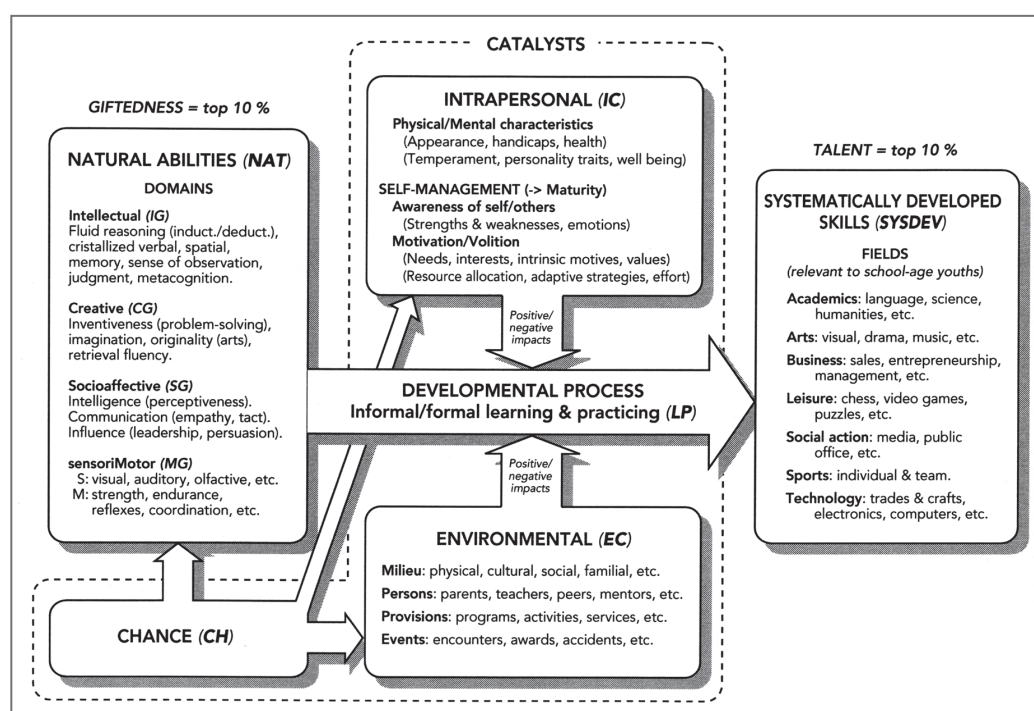 CATALYSTS
GIFTEDNESS = top 10 %
NATURAL ABILITIES (NAT)
DOMAINS
Intellectual (IG)
Fluid reasoning (induct./deduct.),
cristallized verbal, spatial,
memory, sense of observation,
judgment, metacognition.
Creative (CG)
Inventiveness (problem-solving),
imagination, originality (arts),
retrieval fluency.
Socioaffective (SG)
Intelligence (perceptiveness).
Communication (empathy, tact).
Influence (leadership, persuasion).
sensoriMotor (MG)
S: visual, auditory, olfactive, etc.
M: strength, endurance,
reflexes, coordination, etc.
INTRAPERSONAL (IC)
Physical/Mental characteristics
(Appearance, handicaps, health)
(Temperament, personality traits, well being)
SELF-MANAGEMENT (-> Maturity)
Awareness of self/others
(Strengths & weaknesses, emotions)
Motivation/Volition
(Needs, interests, intrinsic motives, values)
(Resource allocation, adaptive strategies, effort)
Positive/
negative
impacts
DEVELOPMENTAL PROCESS
Informal/formal learning & practicing (LP)
Positive/
negative
impacts
ENVIRONMENTAL (EC)
Milieu: physical, cultural, social, familial, etc.
Persons: parents, teachers, peers, mentors, etc.
Provisions: programs, activities, services, etc.
Events: encounters, awards, accidents, etc.
CHANCE (CH)
TALENT = top 10 %
SYSTEMATICALLY DEVELOPED
SKILLS (SYSDEV)
FIELDS
(relevant to school-age youths)
Academics: language, science,
humanities, etc.
Arts: visual, drama, music, etc.
Business: sales, entrepreneurship,
management, etc.
Leisure: chess, video games,
puzzles, etc.
Social action: media, public
office, etc.
Sports: individual & team.
Technology: trades & crafts,
electronics, computers, etc.